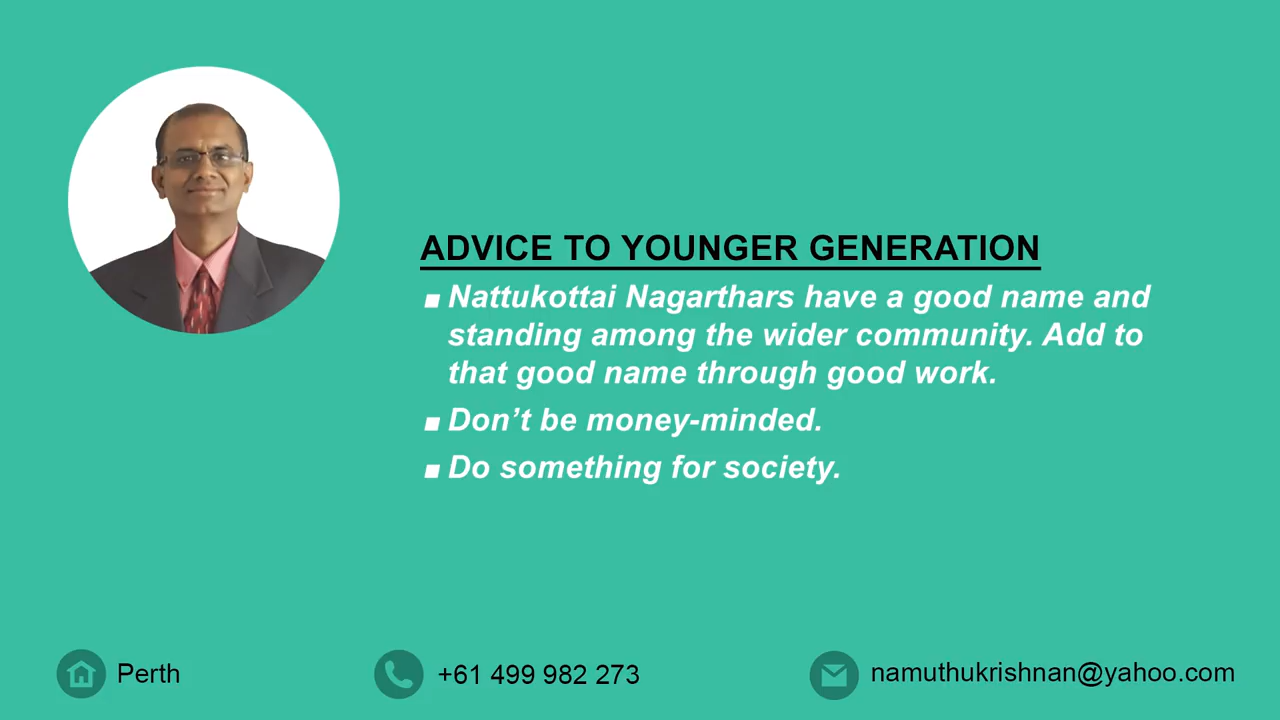 ADVICE TO YOUNGER GENERATION
▪ Nattukottai Nagarthars have a good name and
standing among the wider community. Add to
that good name through good work.
▪ Don’t be money-minded.
▪ Do something for society.
Perth
+61 499 982 273
namuthukrishnan@yahoo.com